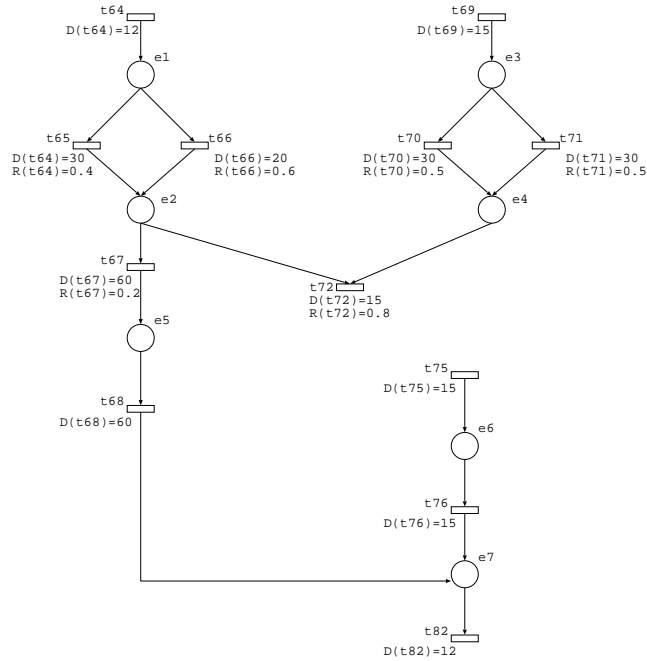 t64
D(t64)=12
t69
D(t69)=15
e1
e3
t65
D(t64)=30
R(t64)=0.4
t66
D(t66)=20
R(t66)=0.6
t70
D(t70)=30
R(t70)=0.5
t71
D(t71)=30
R(t71)=0.5
e2
e4
t67
D(t67)=60
R(t67)=0.2
t72
D(t72)=15
R(t72)=0.8
e5
t75
D(t75)=15
t68
D(t68)=60
e6
t76
D(t76)=15
e7
t82
D(t82)=12